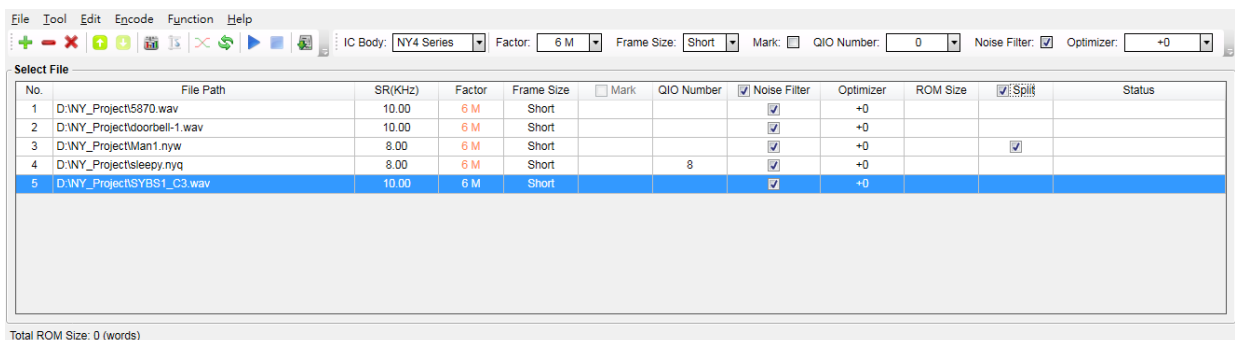 File Tool Edit Encode Function Help
IC Body: NY4 Series Factor: 6 M Frame Size: Short Mark: QIO Number: 0 Noise Filter: Optimizer: +0
Select File
No. File Path SR(KHz) Factor Frame Size Mark QIO Number Noise Filter Optimizer ROM Size Split Status
1 D:\NY_Project\5870.wav 10.00 6 M Short +0
2 D:\NY_Project\doorbell-1.wav 10.00 6 M Short +0
3 D:\NY_Project\Man1.nyw 8.00 6 M Short +0
4 D:\NY_Project\sleepy.nyq 8.00 6 M Short 8 +0
5 D:\NY_Project\SYBS1_C3.wav 10.00 6 M Short +0
Total ROM Size: 0 (words)